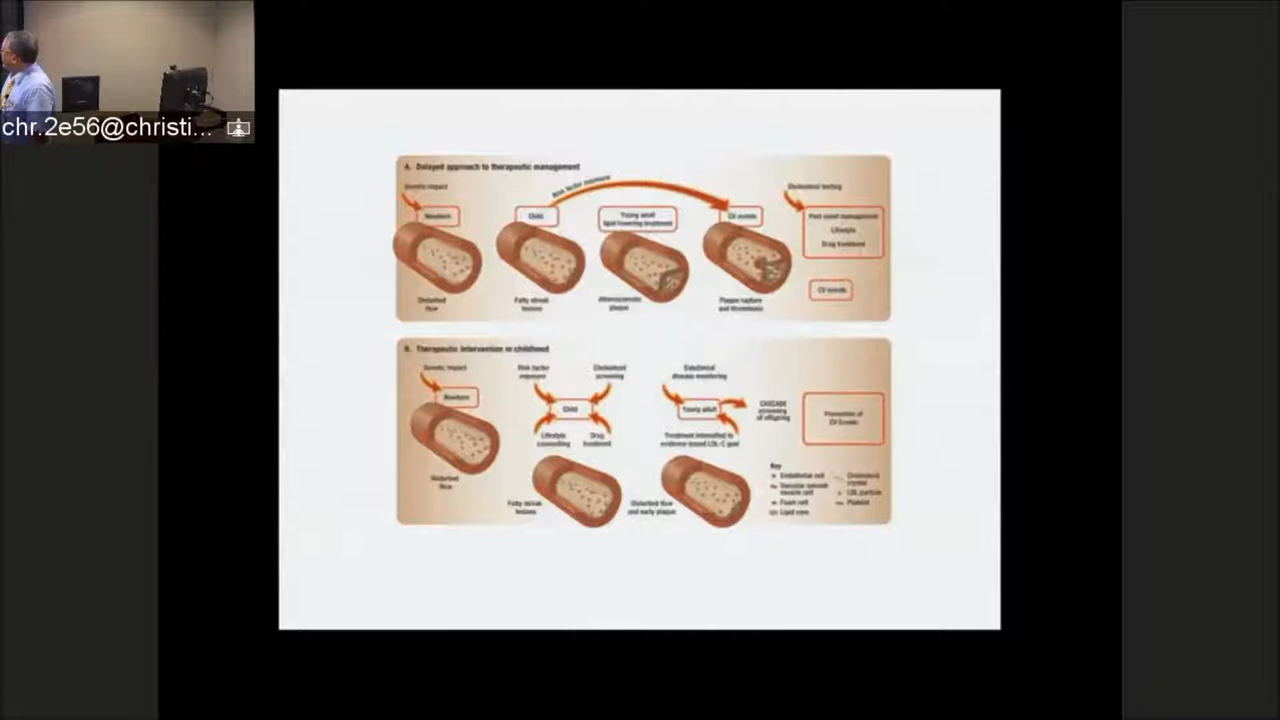 chr.2e56@christi...
A. Delayed approach to therapeutic management
Genetic impact
Risk factor exposure
Cholesterol testing
Newborn
Child
Young adult
lipid lowering treatment
CV events
Post event management
Lifestyle
Drug treatment
CV events
Disturbed
flow
Fatty streak
lesions
Atherosclerotic
plaque
Plaque rupture
and thrombosis
B. Therapeutic intervention in childhood
Genetic impact
Risk factor
exposure
Cholesterol
screening
Subclinical
disease monitoring
Newborn
Child
Young adult
CASCADE
screening
of offspring
Prevention of
CV Events
Lifestyle
counselling
Drug
treatment
Treatment intensified to
evidence-based LDL-C goal
Disturbed
flow
Fatty streak
lesions
Disturbed flow
and early plaque
Key
Endothelial cell
Vascular smooth
muscle cell
Foam cell
Lipid core
Cholesterol
crystal
LDL particle
Platelet